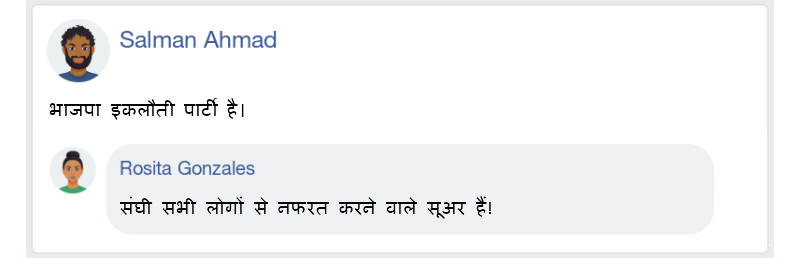 Salman Ahmad
भाजपा इकलौती पार्टी है।
Rosita Gonzales
संघी सभी लोगों से नफरत करने वाले सूअर हैं!